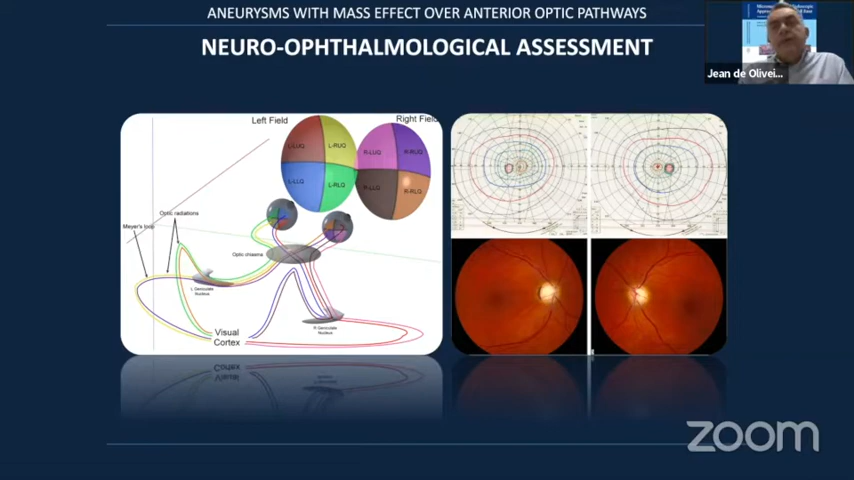 ANEURYSMS WITH MASS EFFECT OVER ANTERIOR OPTIC PATHWAYS
NEURO-OPHTHALMOLOGICAL ASSESSMENT
Jean de Olivei...
Left Field
Right Field
L-LUQ
L-RUQ
R-LUQ
R-RUQ
L-LLQ
L-RLQ
R-LLQ
R-RLQ
Optic radiations
Meyer's loop
Optic chiasma
L Geniculate
Nucleus
R Geniculate
Nucleus
Visual
Cortex
zoom